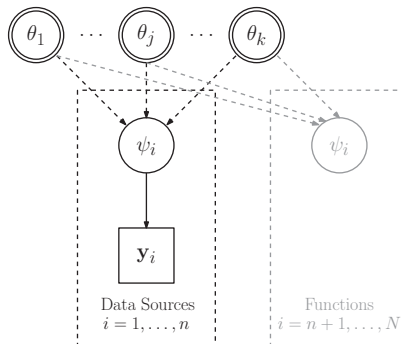 θ₁ ... θⱼ ... θₖ
ψᵢ ψᵢ
yᵢ
Data Sources Functions
i = 1, ..., n i = n + 1, ..., N